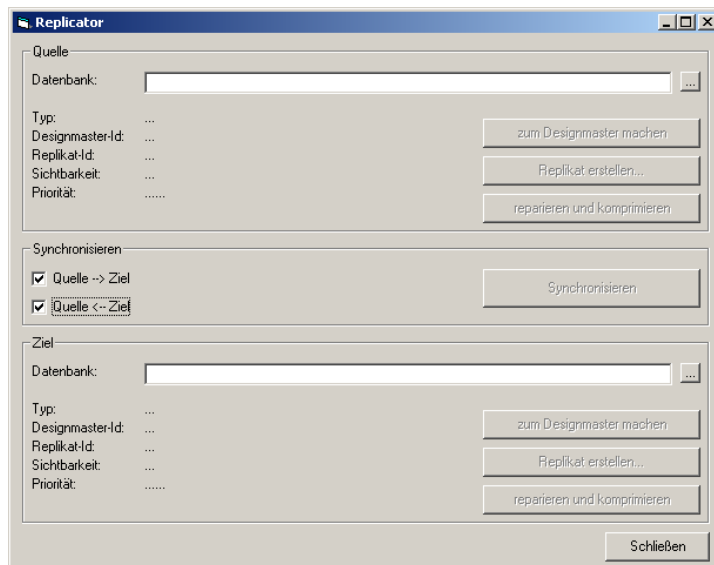 Replicator
Quelle
Datenbank:
...
Typ: ...
Designmaster-Id: ...
zum Designmaster machen
Replikat-Id: ...
Sichtbarkeit: ...
Replikat erstellen...
Priorität: ......
reparieren und komprimieren
Synchronisieren
Quelle --> Ziel
Synchronisieren
Quelle <-- Ziel
Ziel
Datenbank:
...
Typ: ...
Designmaster-Id: ...
zum Designmaster machen
Replikat-Id: ...
Sichtbarkeit: ...
Replikat erstellen...
Priorität: ......
reparieren und komprimieren
Schließen